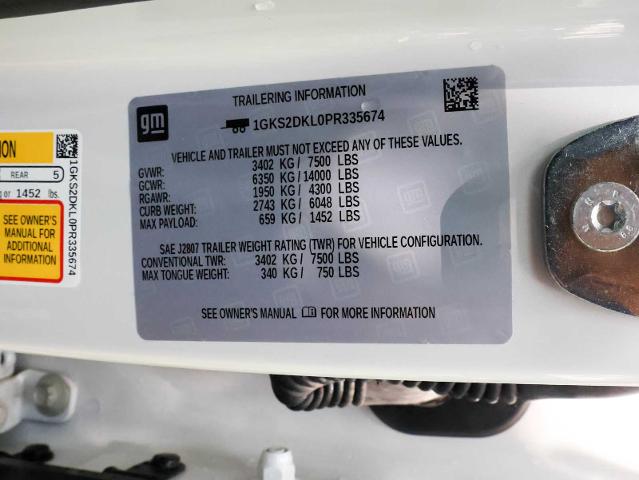 gm
TRAILERING INFORMATION
1GKS2DKL0PR335674
VEHICLE AND TRAILER MUST NOT EXCEED ANY OF THESE VALUES.
GVWR: 3402 KG / 7500 LBS
GCWR: 6350 KG / 14000 LBS
RGAWR: 1950 KG / 4300 LBS
CURB WEIGHT: 2743 KG / 6048 LBS
MAX PAYLOAD: 659 KG / 1452 LBS
SAE J2807 TRAILER WEIGHT RATING (TWR) FOR VEHICLE CONFIGURATION.
CONVENTIONAL TWR: 3402 KG / 7500 LBS
MAX TONGUE WEIGHT: 340 KG / 750 LBS
SEE OWNER'S MANUAL FOR MORE INFORMATION
REAR 5
or 1452 lbs.
SEE OWNER'S
MANUAL FOR
ADDITIONAL
INFORMATION
1GKS2DKL0PR335674